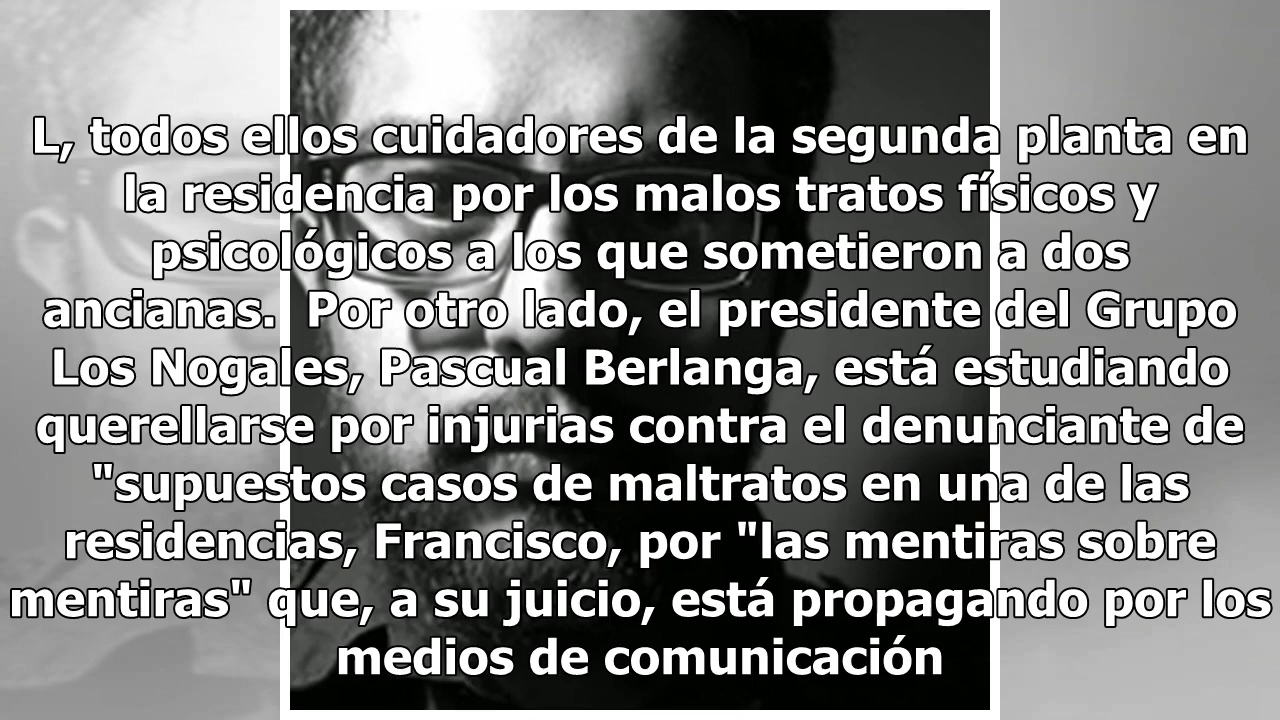 L, todos ellos cuidadores de la segunda planta en
la residencia por los malos tratos físicos y
psicológicos a los que sometieron a dos
ancianas.  Por otro lado, el presidente del Grupo
Los Nogales, Pascual Berlanga, está estudiando
querellarse por injurias contra el denunciante de
"supuestos casos de maltratos en una de las
residencias, Francisco, por "las mentiras sobre
mentiras" que, a su juicio, está propagando por los
medios de comunicación